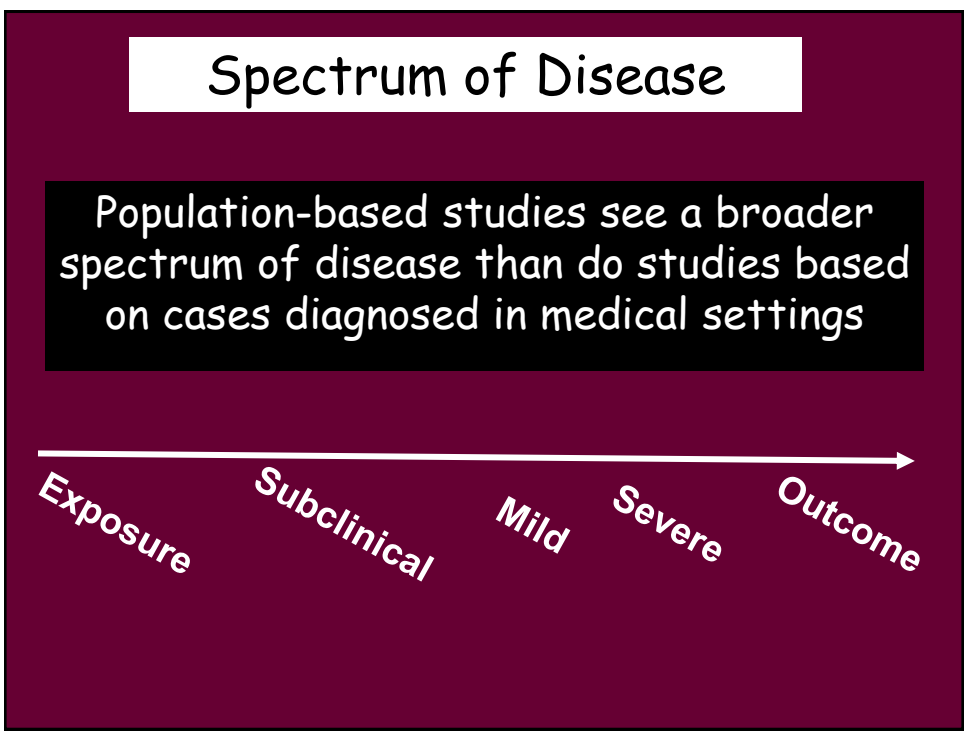 Spectrum of Disease
Population-based studies see a broader
spectrum of disease than do studies based
on cases diagnosed in medical settings
Exposure
Subclinical
Mild
Severe
Outcome